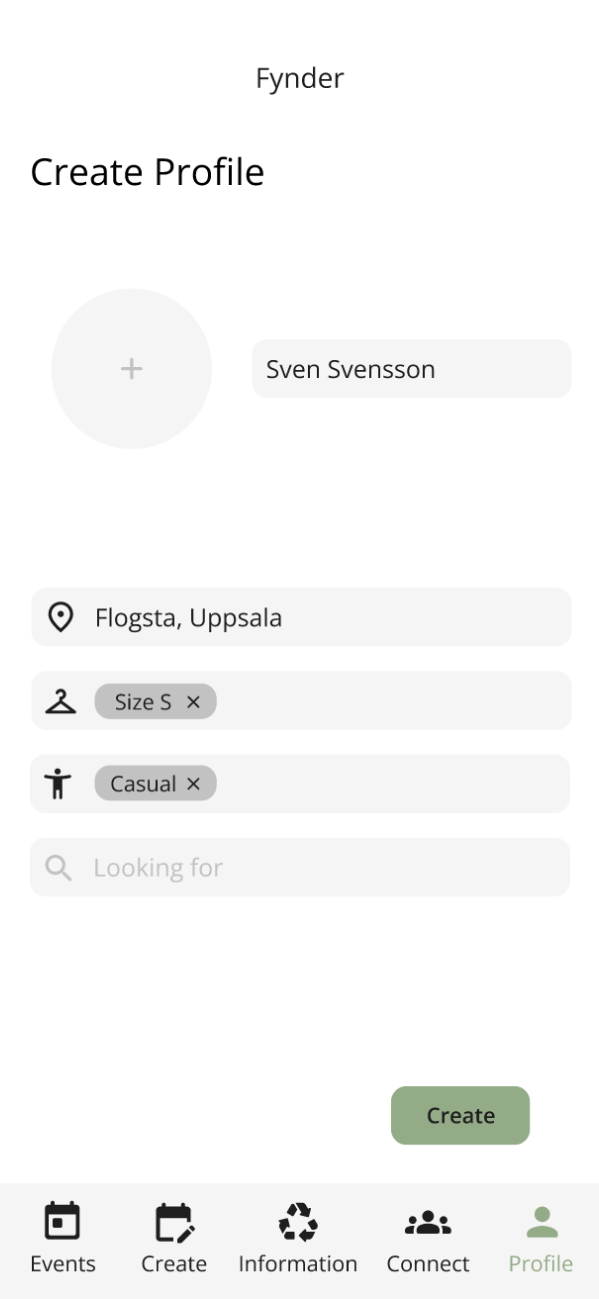 Fynder
Create Profile
Sven Svensson
Flogsta, Uppsala
Size S ×
Casual ×
Looking for
Create
Events Create Information Connect Profile